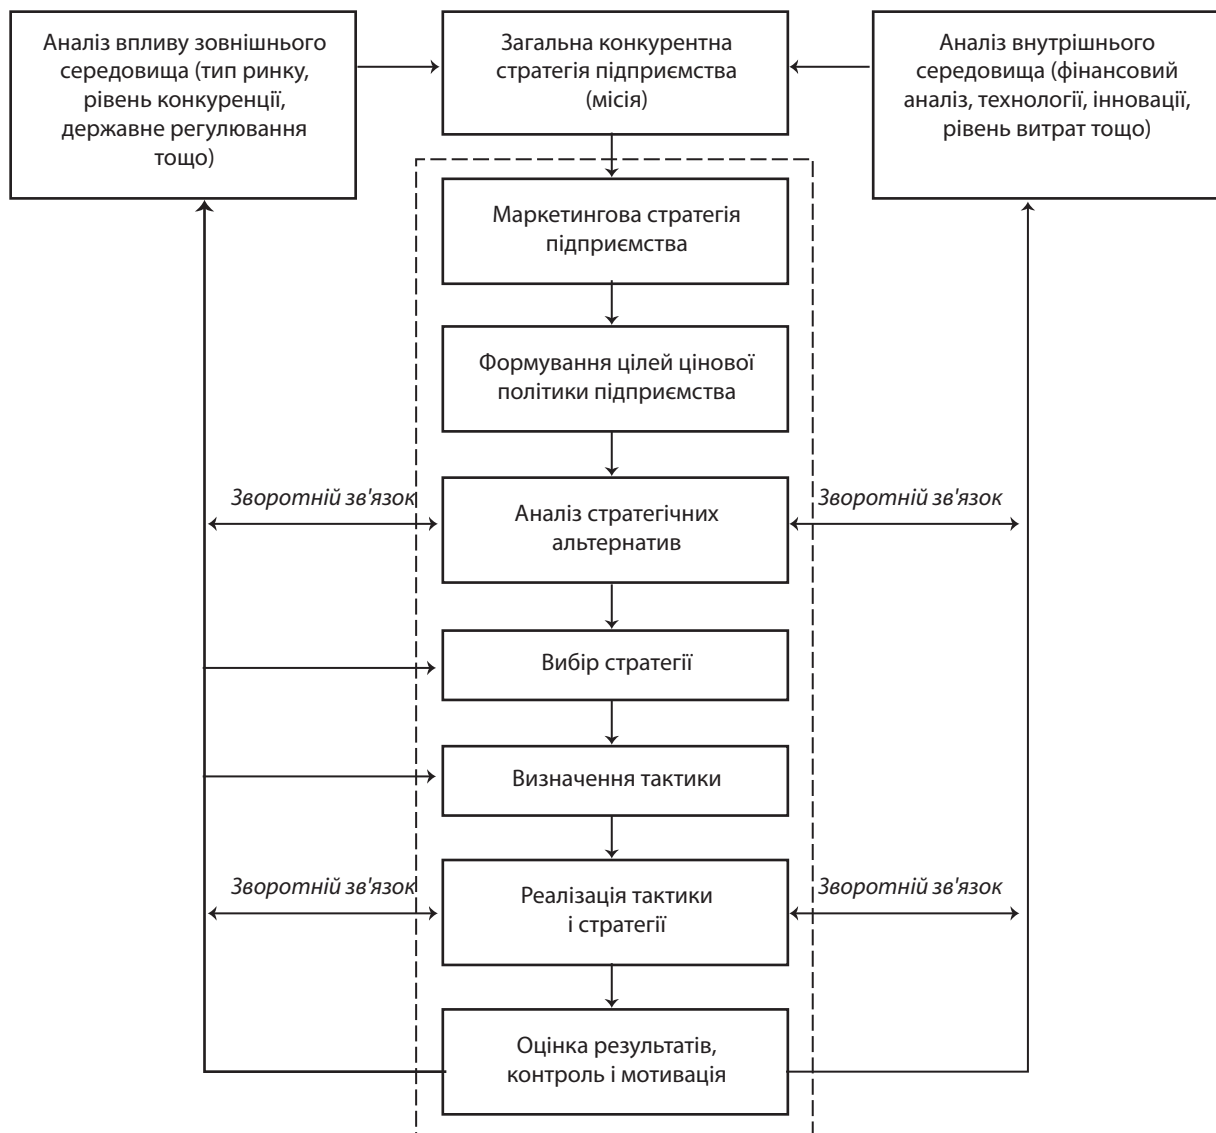 Аналіз впливу зовнішнього
середовища (тип ринку,
рівень конкуренції,
державне регулювання
тощо)
Загальна конкурентна
стратегія підприємства
(місія)
Аналіз внутрішнього
середовища (фінансовий
аналіз, технології, інновації,
рівень витрат тощо)
Маркетингова стратегія
підприємства
Формування цілей цінової
політики підприємства
Зворотній зв'язок
Аналіз стратегічних
альтернатив
Зворотній зв'язок
Вибір стратегії
Визначення тактики
Зворотній зв'язок
Реалізація тактики
і стратегії
Зворотній зв'язок
Оцінка результатів,
контроль і мотивація